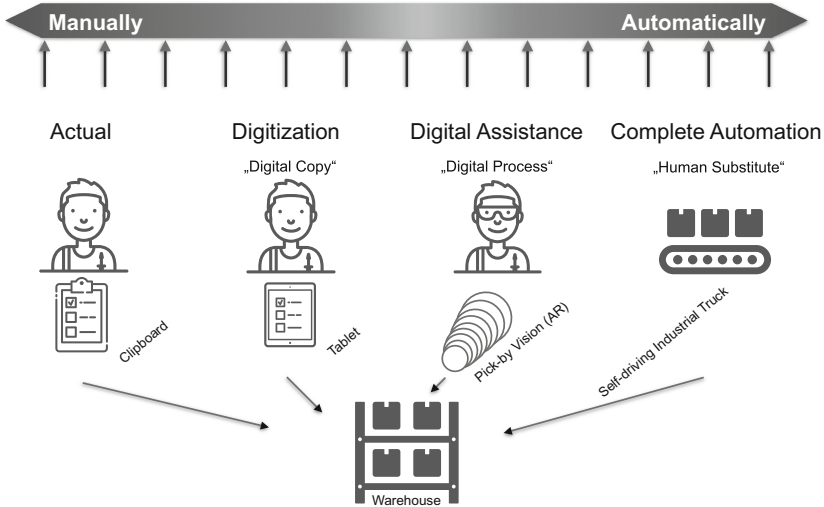 Manually Automatically
Actual Digitization Digital Assistance Complete Automation
„Digital Copy“ „Digital Process“ „Human Substitute“
Clipboard
Tablet
Pick-by Vision (AR)
Self-driving Industrial Truck
Warehouse